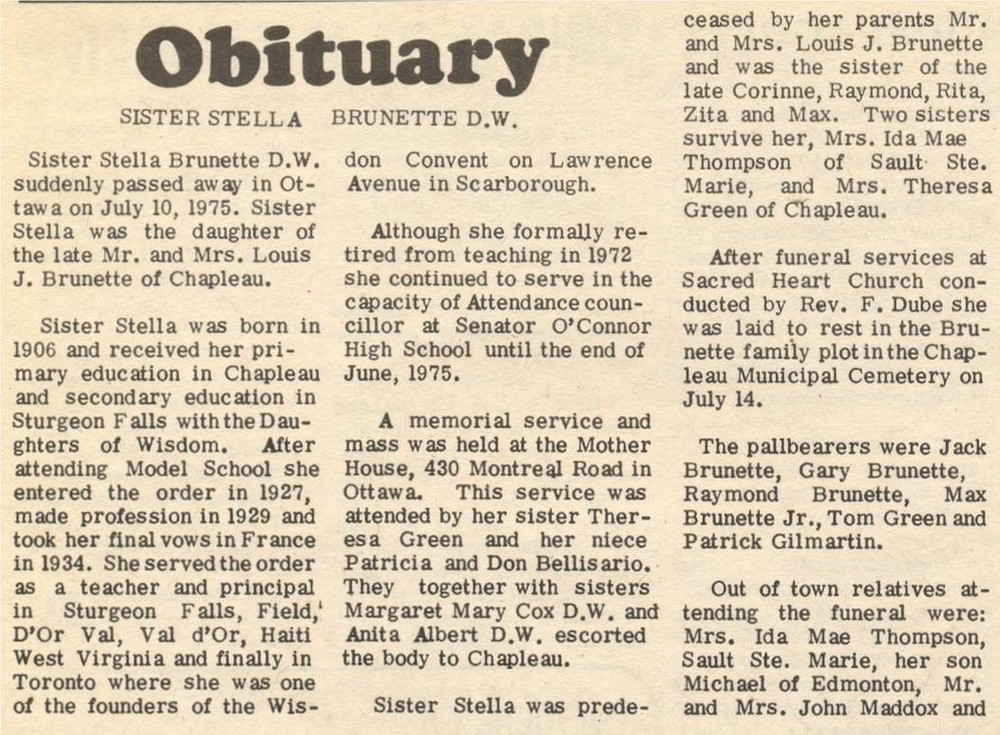 Obituary
SISTER STELLA BRUNETTE D.W.
Sister Stella Brunette D.W.
suddenly passed away in Ot-
tawa on July 10, 1975. Sister
Stella was the daughter of
the late Mr. and Mrs. Louis
J. Brunette of Chapleau.
Sister Stella was born in
1906 and received her pri-
mary education in Chapleau
and secondary education in
Sturgeon Falls with the Dau-
ghters of Wisdom. After
attending Model School she
entered the order in 1927,
made profession in 1929 and
took her final vows in France
in 1934. She served the order
as a teacher and principal
in Sturgeon Falls, Field,
D'Or Val, Val d'Or, Haiti
West Virginia and finally in
Toronto where she was one
of the founders of the Wis-
don Convent on Lawrence
Avenue in Scarborough.
Although she formally re-
tired from teaching in 1972
she continued to serve in the
capacity of Attendance coun-
cillor at Senator O'Connor
High School until the end of
June, 1975.
A memorial service and
mass was held at the Mother
House, 430 Montreal Road in
Ottawa. This service was
attended by her sister Ther-
esa Green and her niece
Patricia and Don Bellisario.
They together with sisters
Margaret Mary Cox D.W. and
Anita Albert D.W. escorted
the body to Chapleau.
Sister Stella was prede-
ceased by her parents Mr.
and Mrs. Louis J. Brunette
and was the sister of the
late Corinne, Raymond, Rita,
Zita and Max. Two sisters
survive her, Mrs. Ida Mae
Thompson of Sault Ste.
Marie, and Mrs. Theresa
Green of Chapleau.
After funeral services at
Sacred Heart Church con-
ducted by Rev. F. Dube she
was laid to rest in the Bru-
nette family plot in the Chap-
leau Municipal Cemetery on
July 14.
The pallbearers were Jack
Brunette, Gary Brunette,
Raymond Brunette, Max
Brunette Jr., Tom Green and
Patrick Gilmartin.
Out of town relatives at-
tending the funeral were:
Mrs. Ida Mae Thompson,
Sault Ste. Marie, her son
Michael of Edmonton, Mr.
and Mrs. John Maddox and